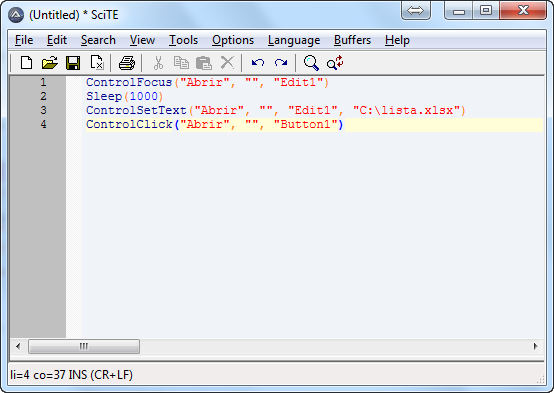 (Untitled) * SciTE
File Edit Search View Tools Options Language Buffers Help
1 ControlFocus("Abrir", "", "Edit1")
2 Sleep(1000)
3 ControlSetText("Abrir", "", "Edit1", "C:\lista.xlsx")
4 ControlClick("Abrir", "", "Button1")
li=4 co=37 INS (CR+LF)